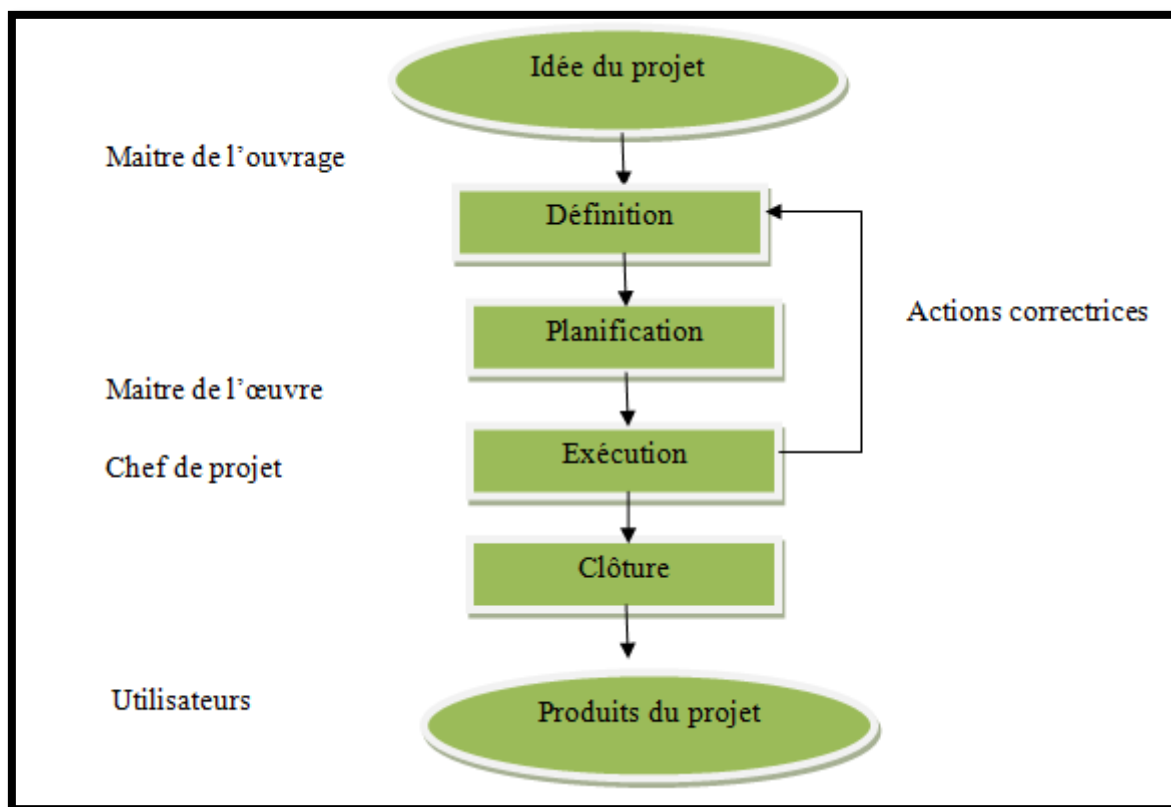 Idée du projet
Maitre de l’ouvrage
Définition
Actions correctrices
Planification
Maitre de l’œuvre
Exécution
Chef de projet
Clôture
Utilisateurs
Produits du projet